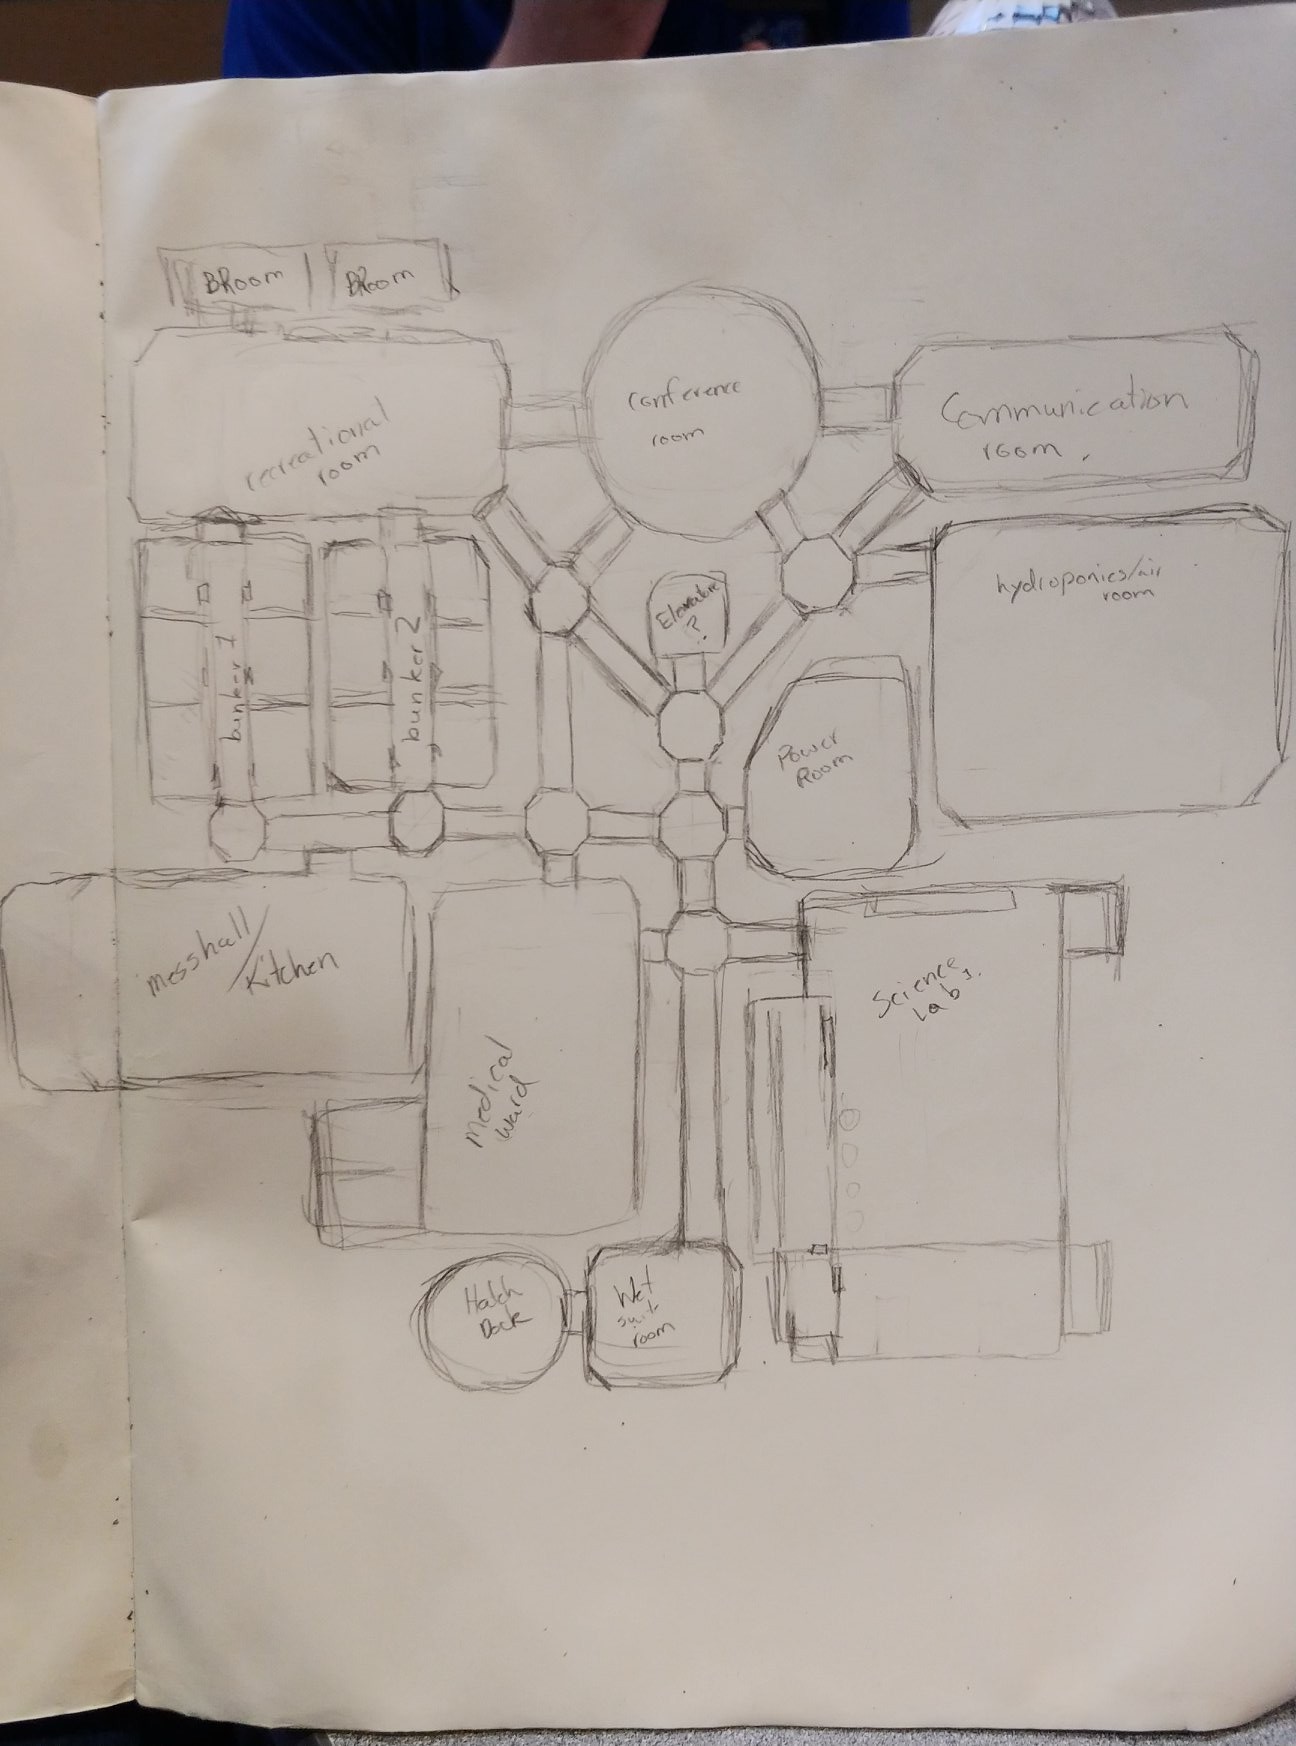 BRoom
BRoom
recreational
room
conference
room
Communication
room.
hydroponics/air
room
Elevator
?
bunker 1
bunker 2
Power
Room
messhall/
Kitchen
Medical
ward
Science
Labs.
Hatch
Dock
Wet
suit
room